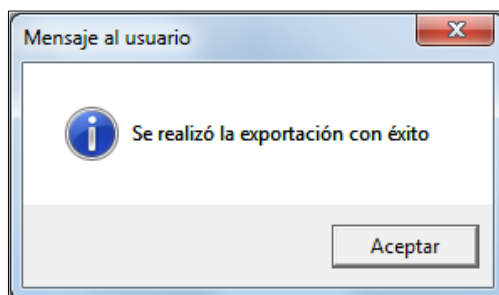 Mensaje al usuario
Se realizó la exportación con éxito
Aceptar